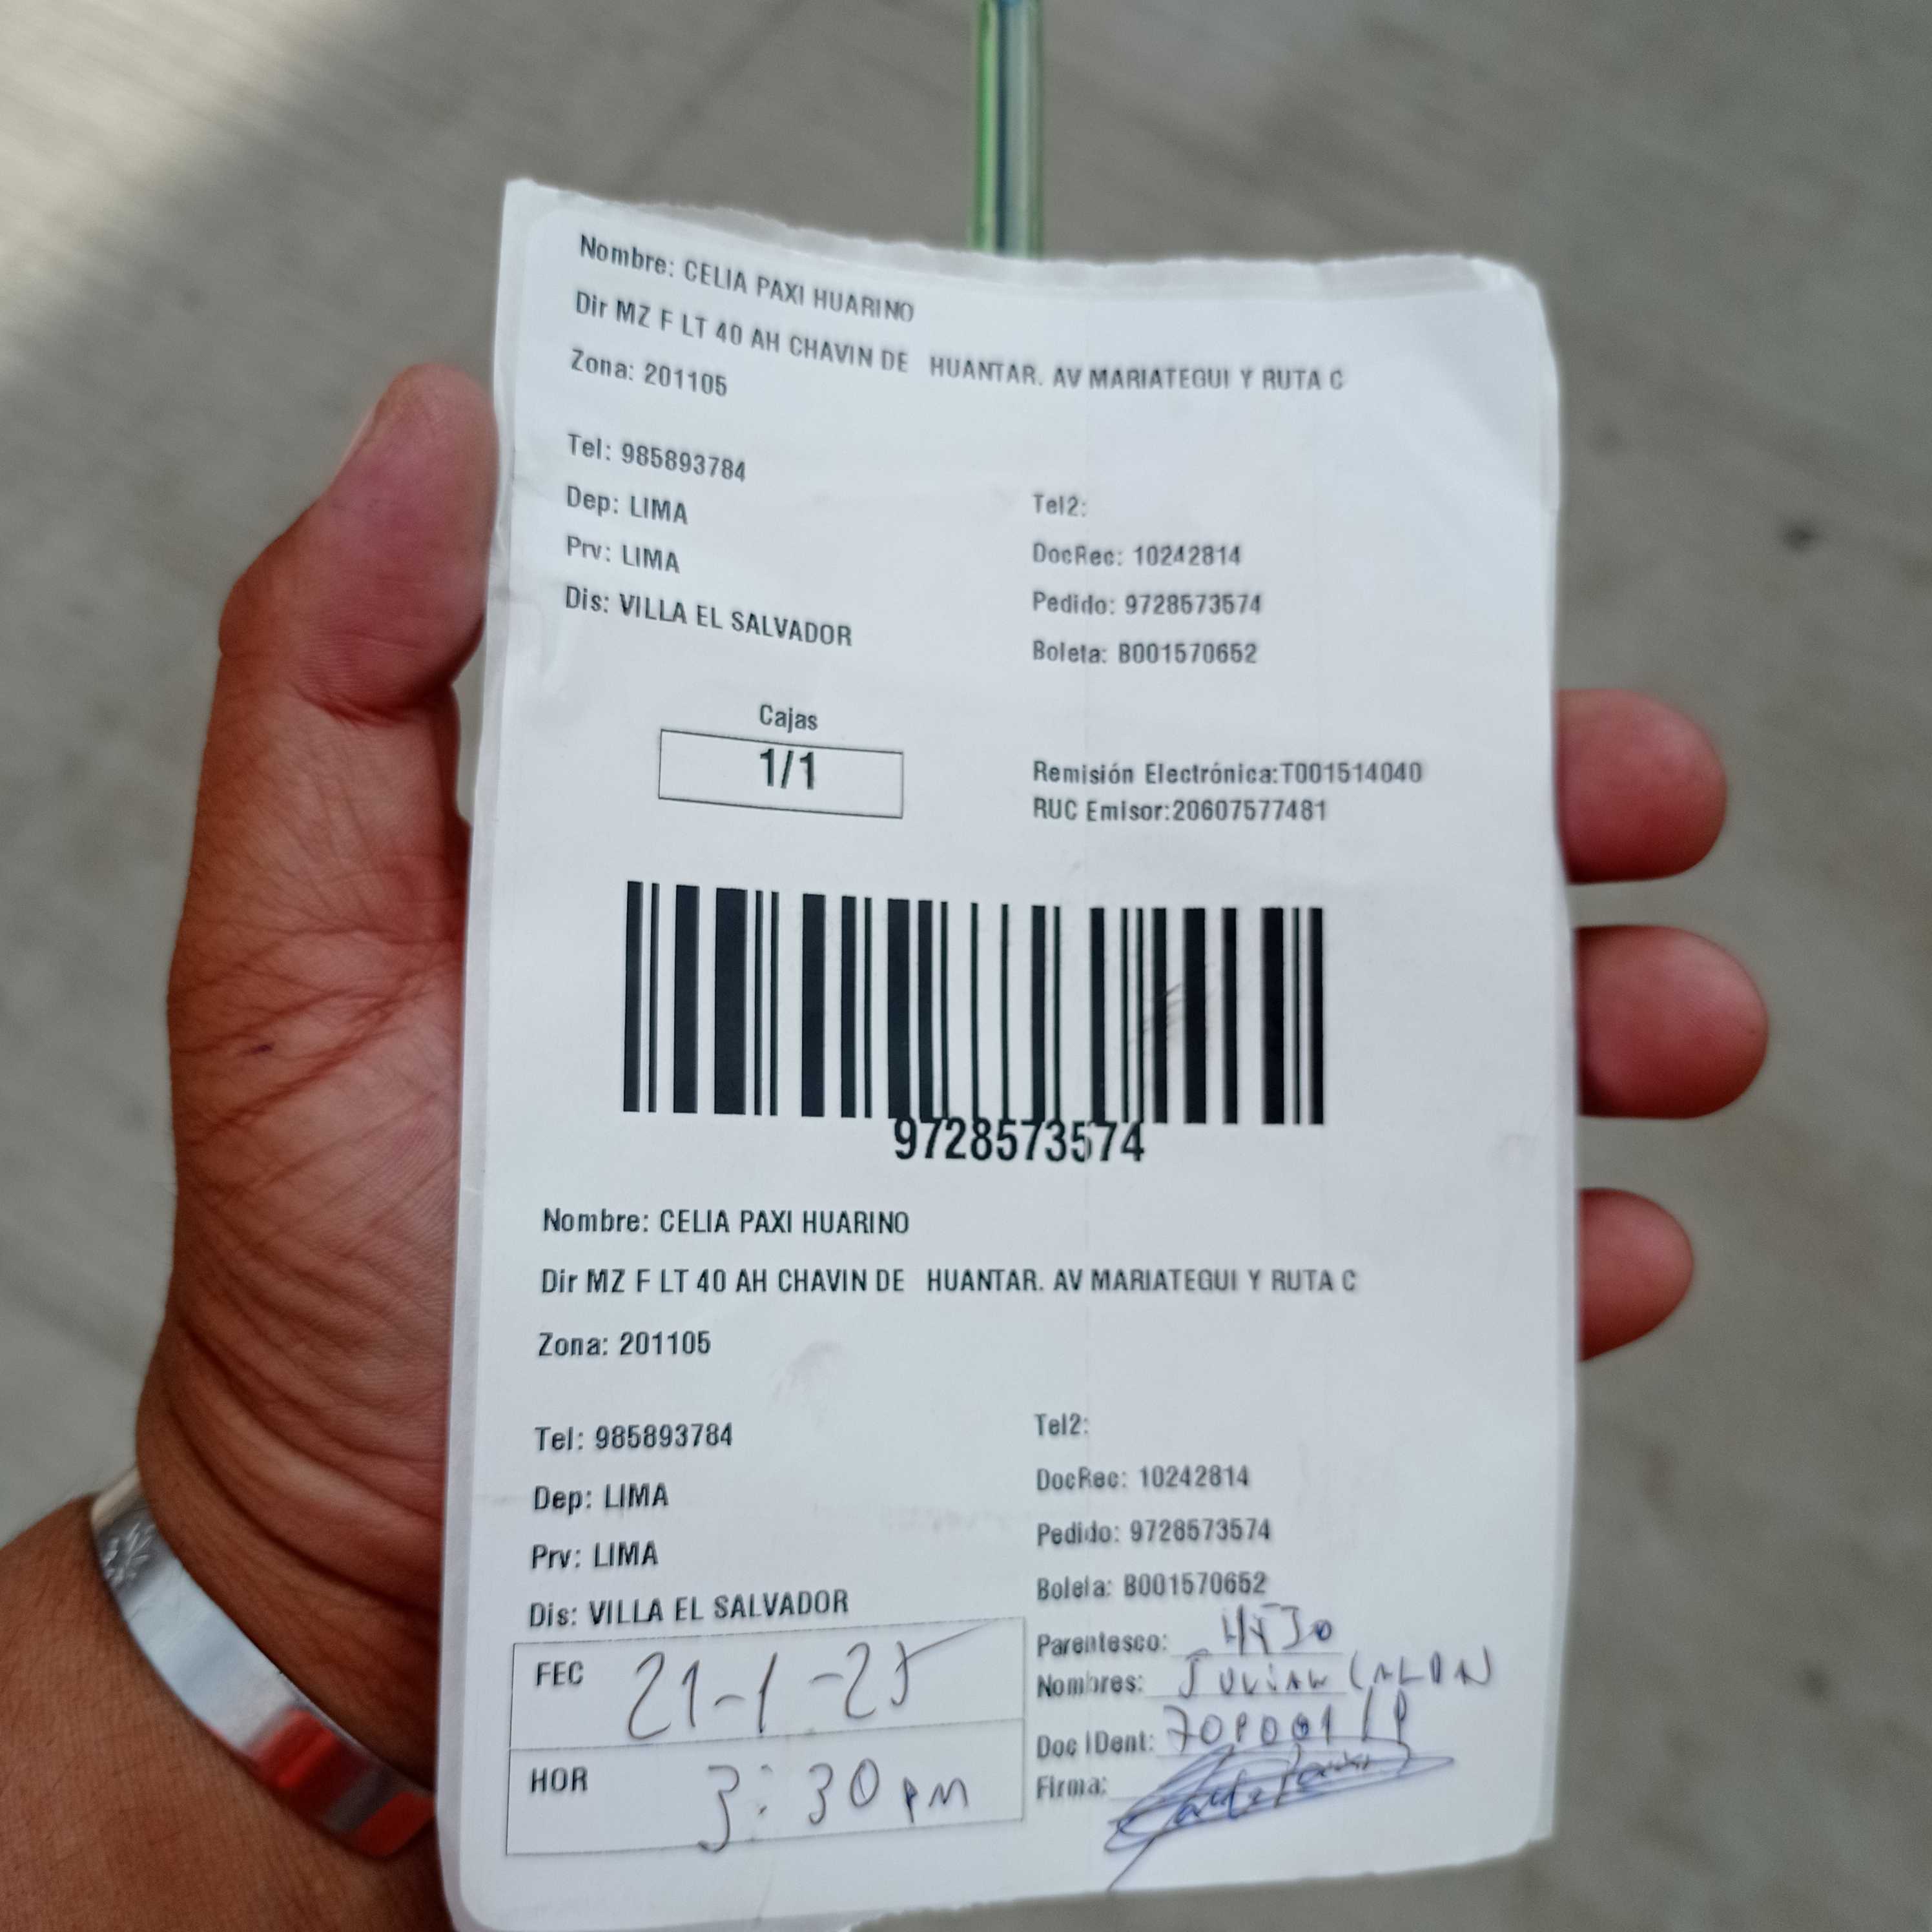 Nombre: CELIA PAXI HUARINO
Dir MZ F LT 40 AH CHAVIN DE HUANTAR. AV MARIATEGUI Y RUTA C
Zona: 201105
Tel: 985893784
Dep: LIMA
Prv: LIMA
Dis: VILLA EL SALVADOR
Tel2:
DocRec: 10242814
Pedido: 9728573574
Boleta: B001570652
Cajas
1/1
Remisión Electrónica:T001514040
RUC Emisor:20607577481
9728573574
Nombre: CELIA PAXI HUARINO
Dir MZ F LT 40 AH CHAVIN DE HUANTAR. AV MARIATEGUI Y RUTA C
Zona: 201105
Tel: 985893784
Dep: LIMA
Prv: LIMA
Dis: VILLA EL SALVADOR
Tel2:
DocRec: 10242814
Pedido: 9728573574
Boleta: B001570652
FEC 21-1-25
HOR 3:30 PM
Parentesco: HIJO
Nombres: JULIAN
Doc IDent:
Firma: